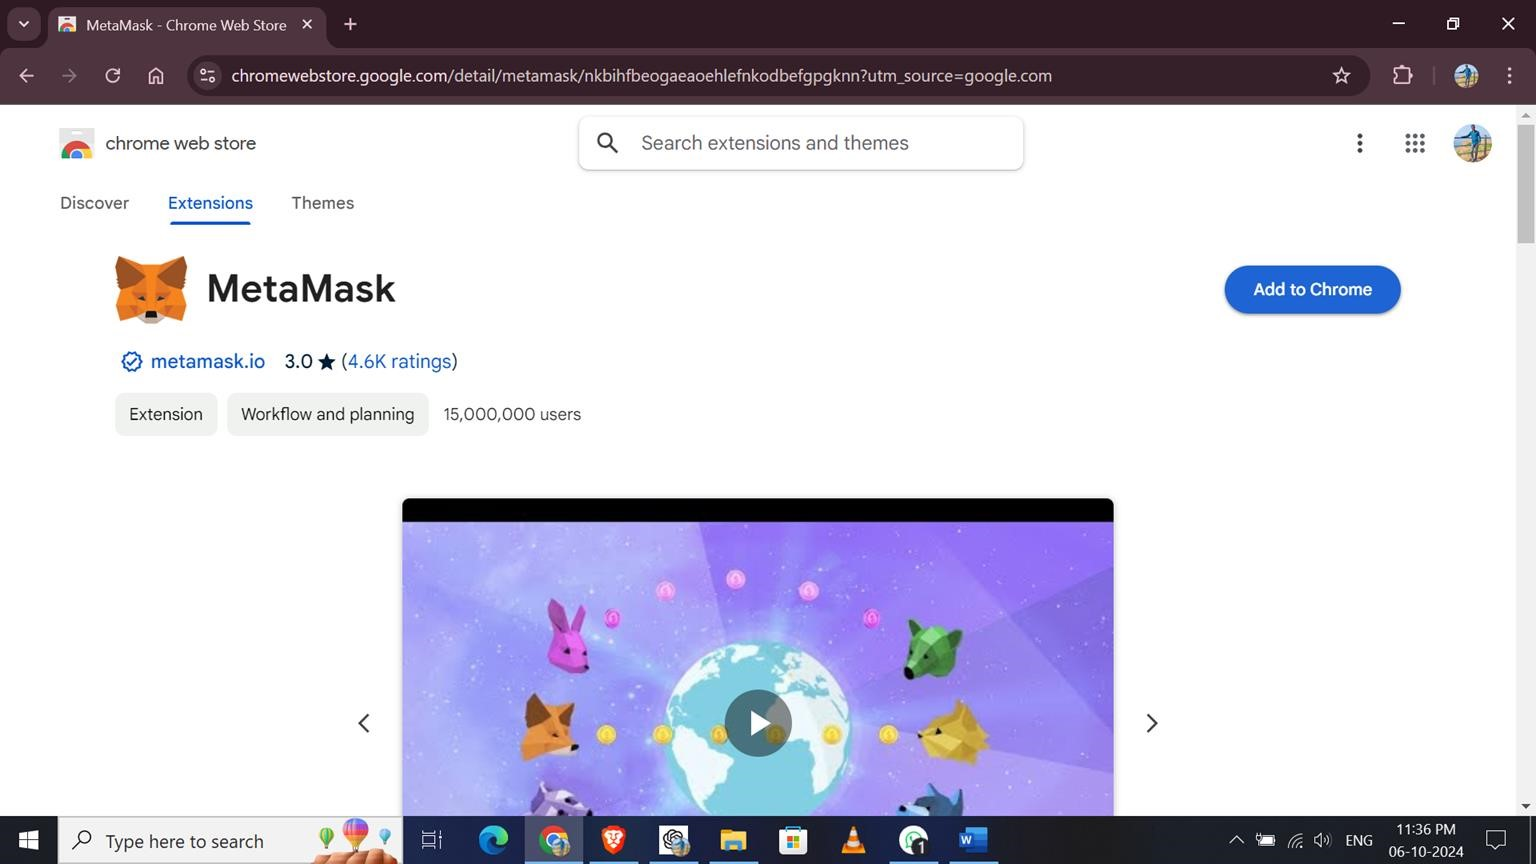 MetaMask - Chrome Web Store
chromewebstore.google.com/detail/metamask/nkbihfbeogaeaoehlefnkodbefgpgknn?utm_source=google.com
chrome web store
Search extensions and themes
Discover
Extensions
Themes
MetaMask
Add to Chrome
metamask.io 3.0 ★ (4.6K ratings)
Extension
Workflow and planning
15,000,000 users
Type here to search
1
W
ENG
11:36 PM
06-10-2024